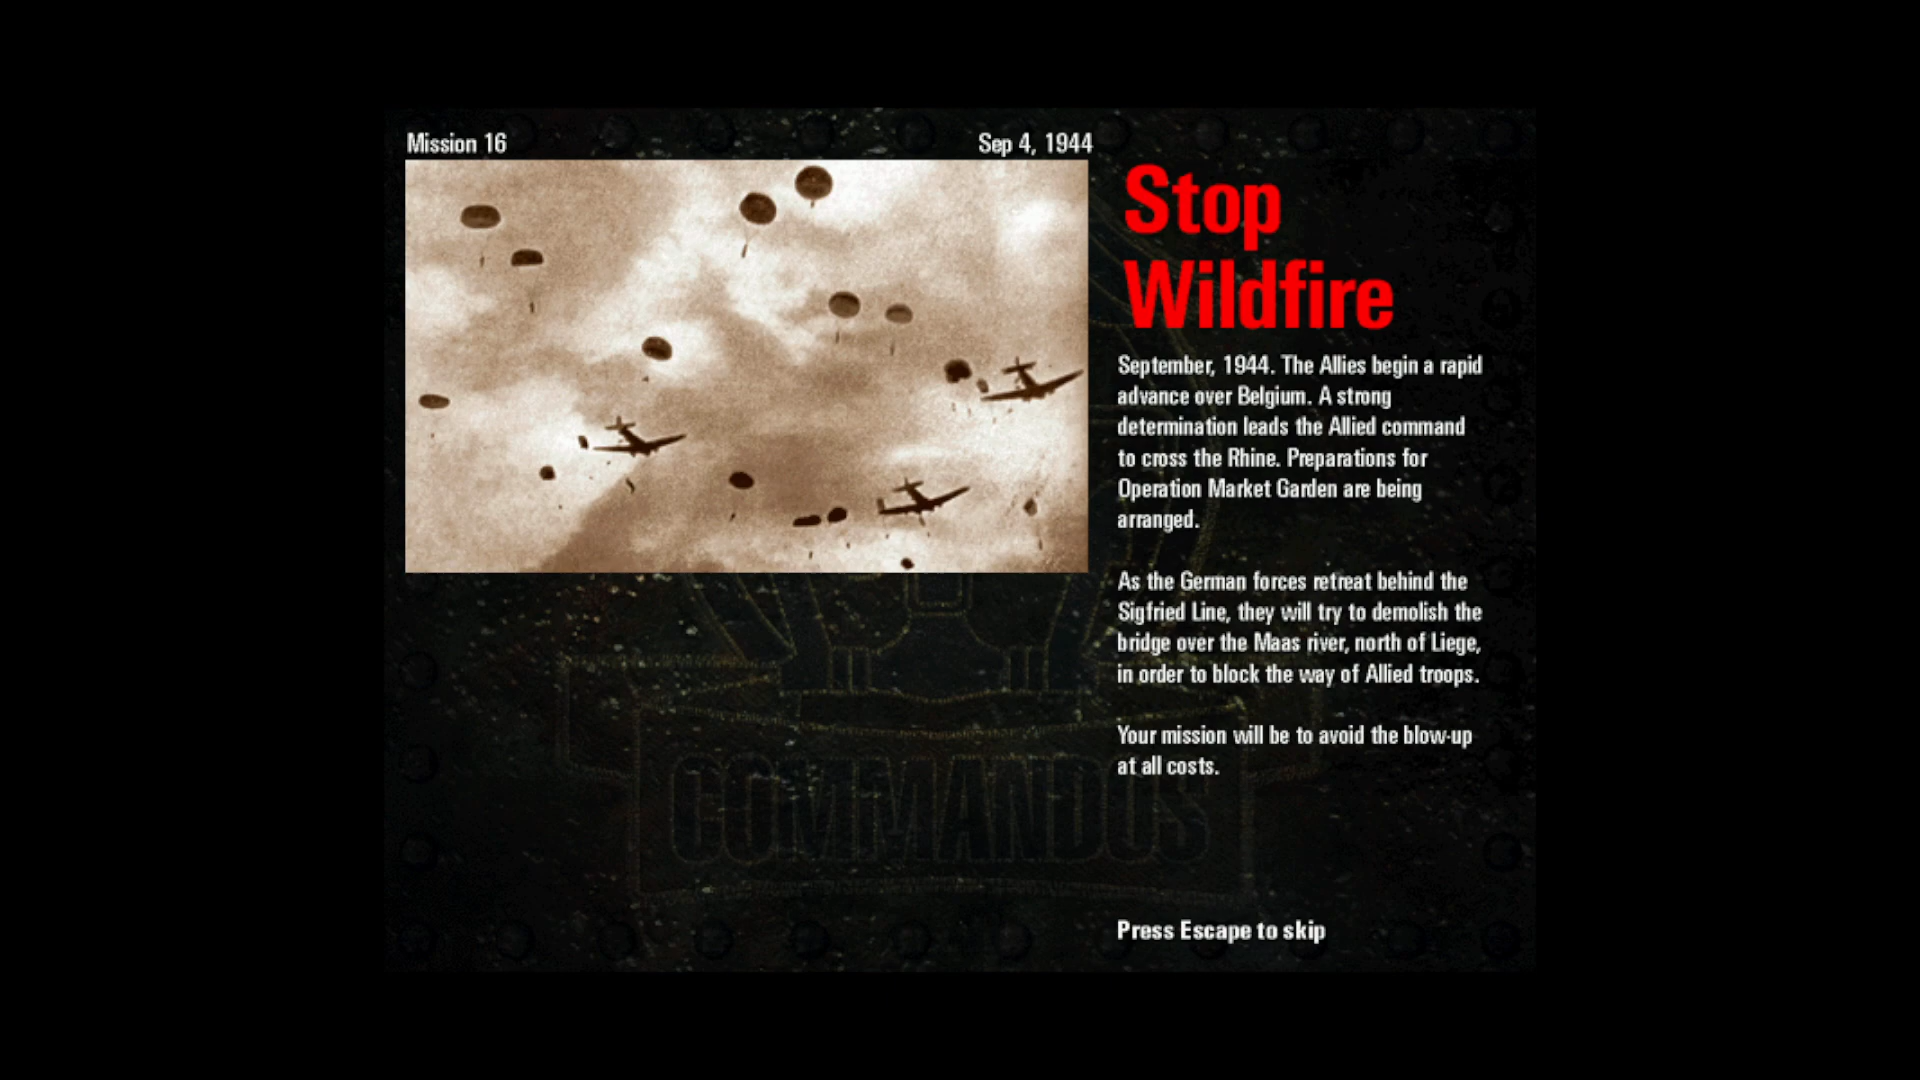 Mission 16
Sep 4, 1944
Stop
Wildfire
September, 1944. The Allies begin a rapid
advance over Belgium. A strong
determination leads the Allied command
to cross the Rhine. Preparations for
Operation Market Garden are being
arranged.
As the German forces retreat behind the
Sigfried Line, they will try to demolish the
bridge over the Maas river, north of Liege,
in order to block the way of Allied troops.
Your mission will be to avoid the blow-up
at all costs.
COMMANDOS
Press Escape to skip